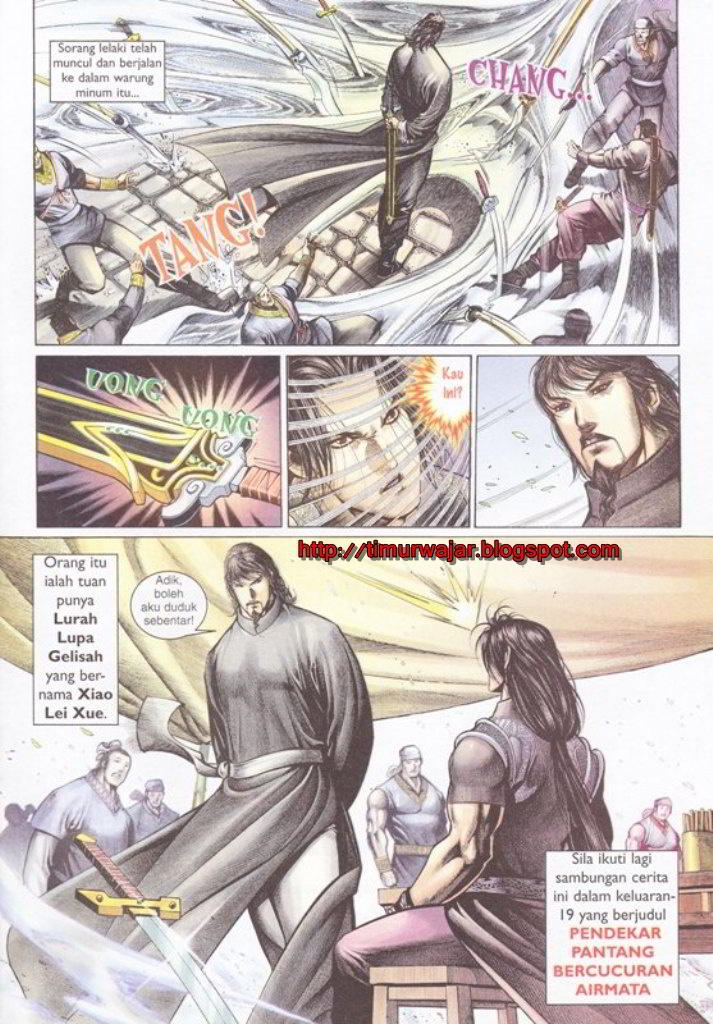 Sorang lelaki telah
muncul dan berjalan
ke dalam warung
minum itu...
CHANG...
TANG!
VONG
VONG
Kau
Ini?
http://timurwajar.blogspot.com
Orang itu
ialah tuan
punya
Lurah
Lupa
Gelisah
yang ber-
nama Xiao
Lei Xue.
Adik,
boleh
aku duduk
sebentar!
Sila ikuti lagi
sambungan cerita
ini dalam keluaran-
19 yang berjudul
PENDEKAR
PANTANG
BERCUCURAN
AIRMATA